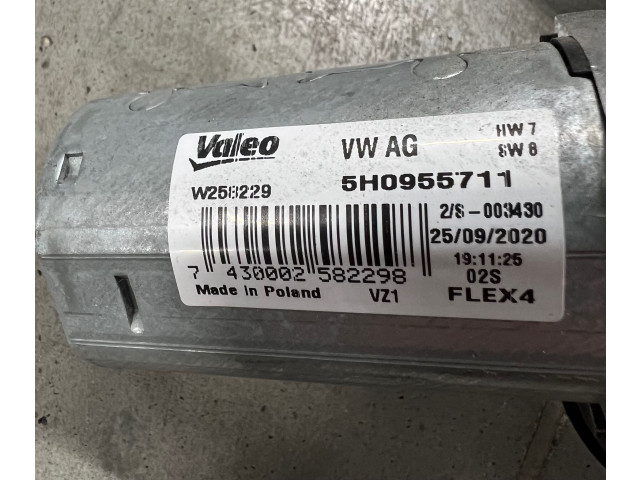 Valeo VW AG HW 7
SW 8
W258229 5H0955711
2/S-003430
25/09/2020
19:11:25
7 430002 582298 02S
Made in Poland VZ1 FLEX4